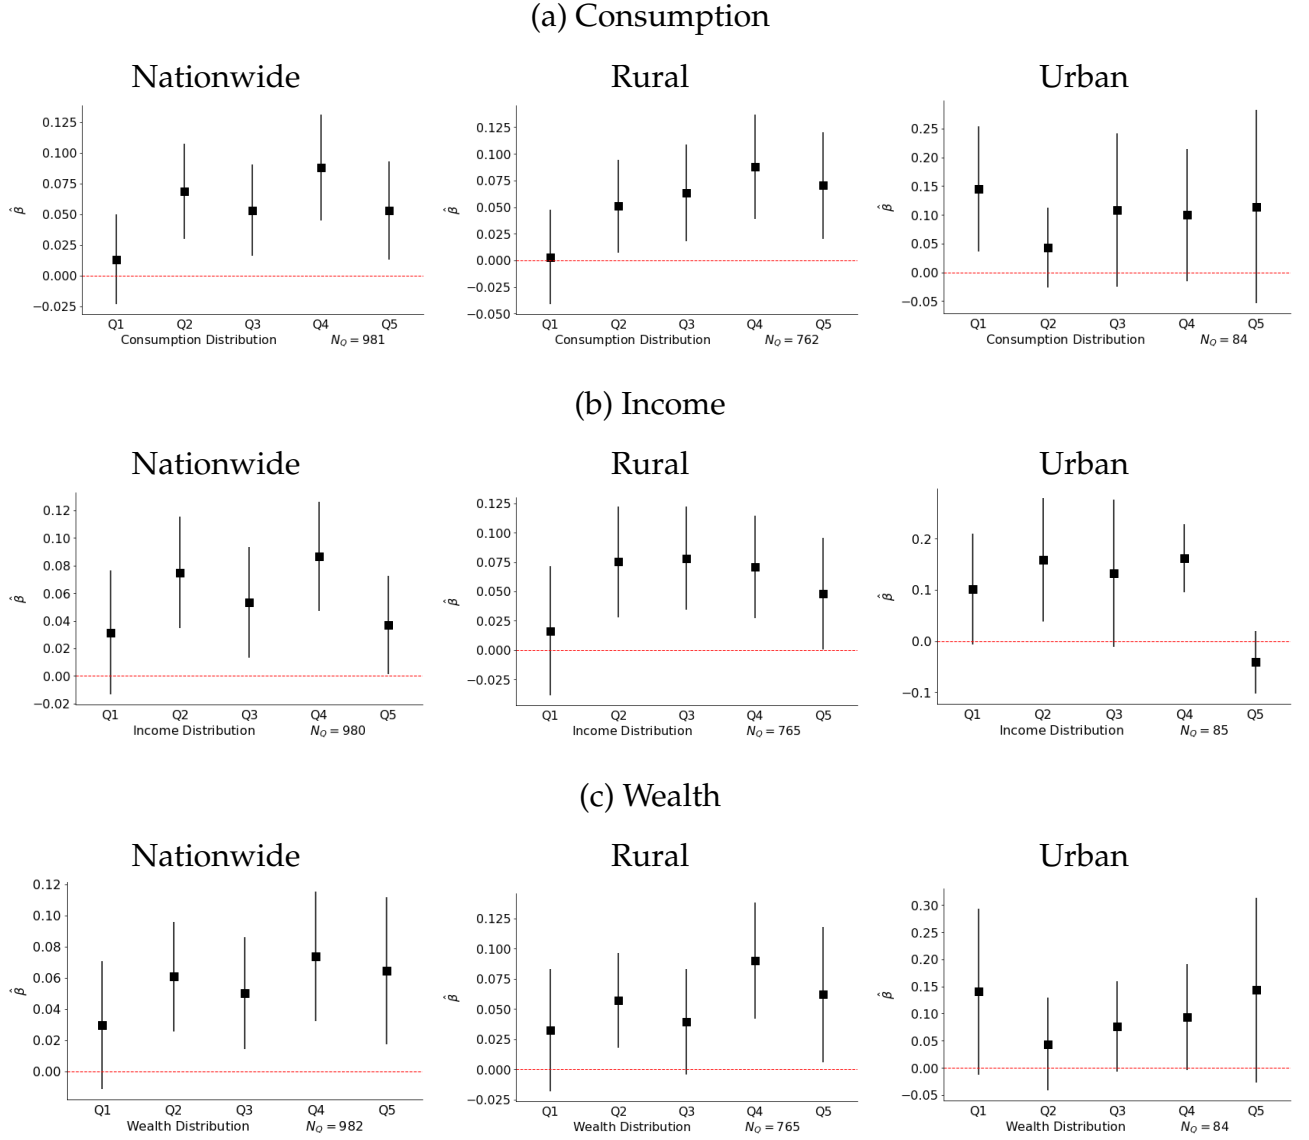 (a) Consumption
Nationwide
0.125
0.100
0.075
0.050
0.025
0.000
−0.025
β̂
Q1 Q2 Q3 Q4 Q5
Consumption Distribution N_Q = 981
Rural
0.125
0.100
0.075
0.050
0.025
0.000
−0.025
−0.050
β̂
Q1 Q2 Q3 Q4 Q5
Consumption Distribution N_Q = 762
Urban
0.25
0.20
0.15
0.10
0.05
0.00
−0.05
β̂
Q1 Q2 Q3 Q4 Q5
Consumption Distribution N_Q = 84
(b) Income
Nationwide
0.12
0.10
0.08
0.06
0.04
0.02
0.00
−0.02
β̂
Q1 Q2 Q3 Q4 Q5
Income Distribution N_Q = 980
Rural
0.125
0.100
0.075
0.050
0.025
0.000
−0.025
β̂
Q1 Q2 Q3 Q4 Q5
Income Distribution N_Q = 765
Urban
0.2
0.1
0.0
−0.1
β̂
Q1 Q2 Q3 Q4 Q5
Income Distribution N_Q = 85
(c) Wealth
Nationwide
0.12
0.10
0.08
0.06
0.04
0.02
0.00
β̂
Q1 Q2 Q3 Q4 Q5
Wealth Distribution N_Q = 982
Rural
0.125
0.100
0.075
0.050
0.025
0.000
−0.025
β̂
Q1 Q2 Q3 Q4 Q5
Wealth Distribution N_Q = 765
Urban
0.30
0.25
0.20
0.15
0.10
0.05
0.00
−0.05
β̂
Q1 Q2 Q3 Q4 Q5
Wealth Distribution N_Q = 84